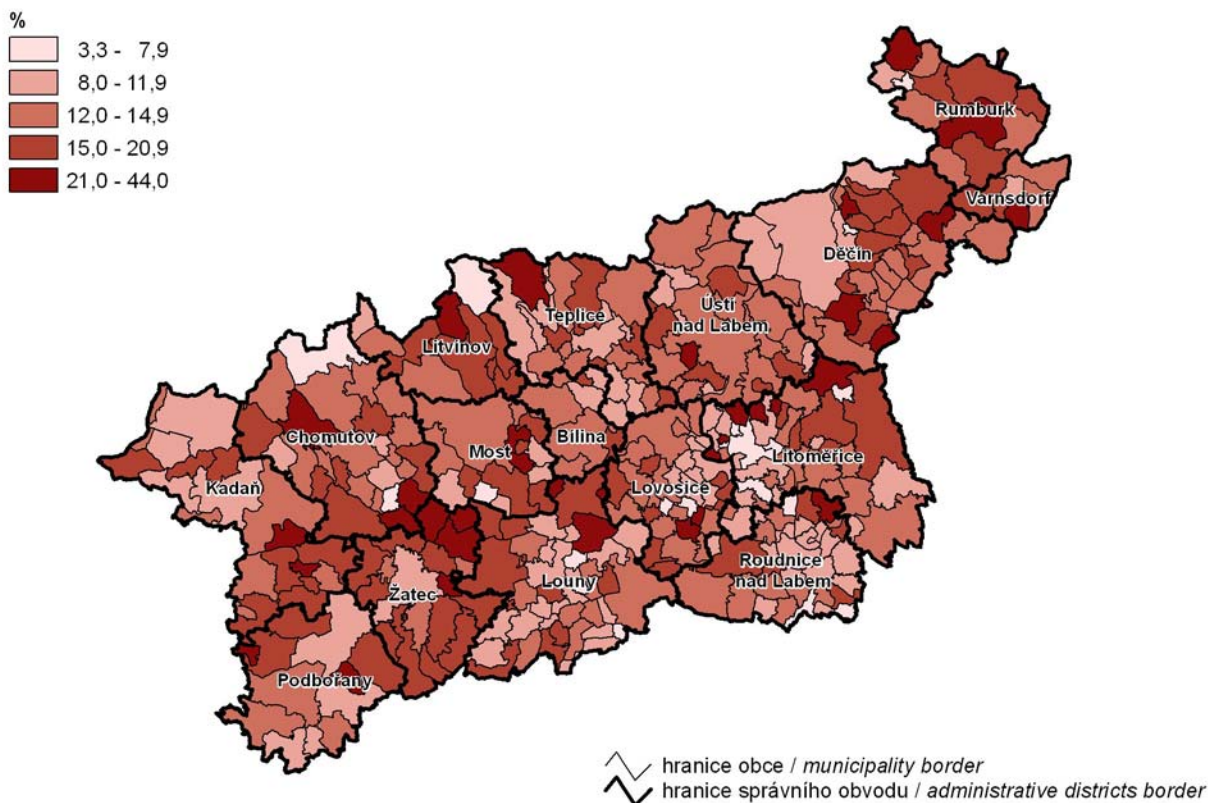 %
3,3 - 7,9
8,0 - 11,9
12,0 - 14,9
15,0 - 20,9
21,0 - 44,0
Rumburk
Varnsdorf
Děčín
Ústí
nad Labem
Teplice
Litvínov
Chomutov
Most
Bílina
Litoměřice
Kadaň
Lovosice
Roudnice
nad Labem
Louny
Žatec
Podbořany
hranice obce / municipality border
hranice správního obvodu / administrative districts border